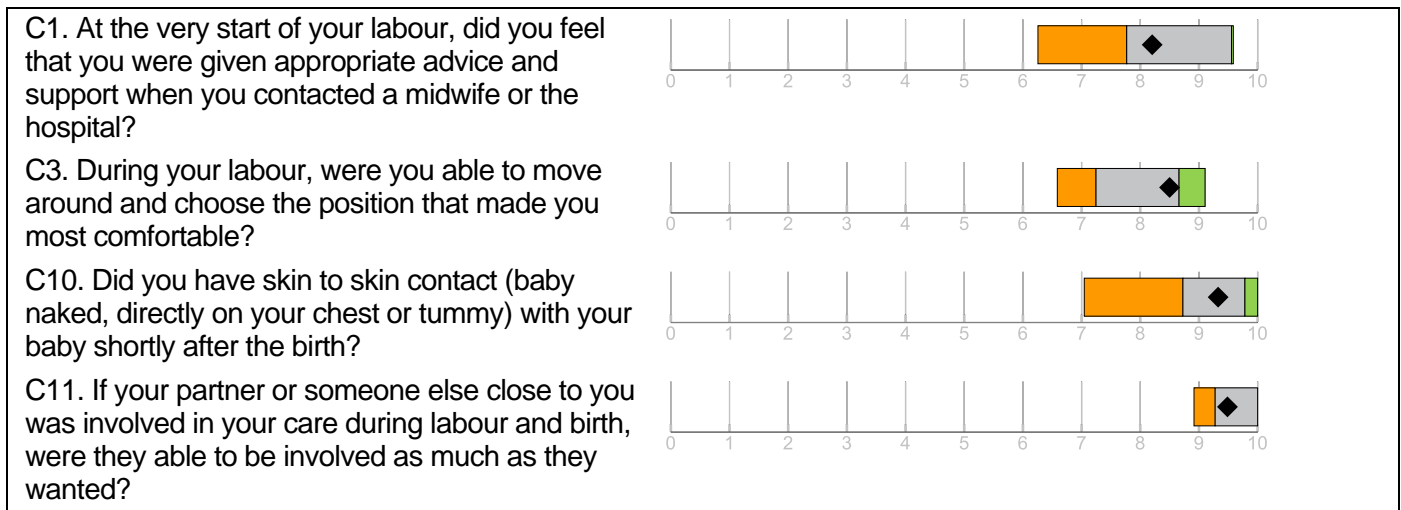 C1. At the very start of your labour, did you feel
that you were given appropriate advice and
support when you contacted a midwife or the
hospital?
0 1 2 3 4 5 6 7 8 9 10
C3. During your labour, were you able to move
around and choose the position that made you
most comfortable?
0 1 2 3 4 5 6 7 8 9 10
C10. Did you have skin to skin contact (baby
naked, directly on your chest or tummy) with your
baby shortly after the birth?
0 1 2 3 4 5 6 7 8 9 10
C11. If your partner or someone else close to you
was involved in your care during labour and birth,
were they able to be involved as much as they
wanted?
0 1 2 3 4 5 6 7 8 9 10